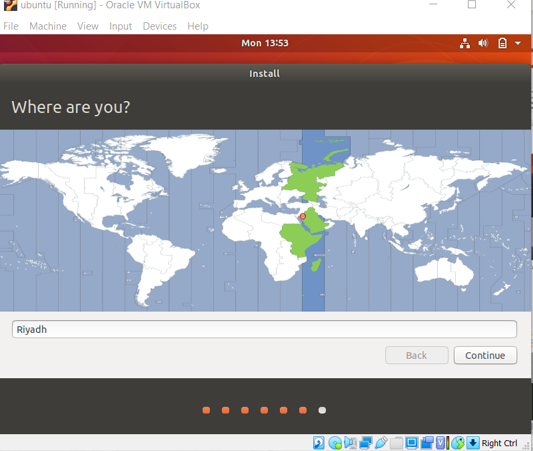 ubuntu [Running] - Oracle VM VirtualBox
File Machine View Input Devices Help
Mon 13:53
Install
Where are you?
Riyadh
Back Continue
Right Ctrl